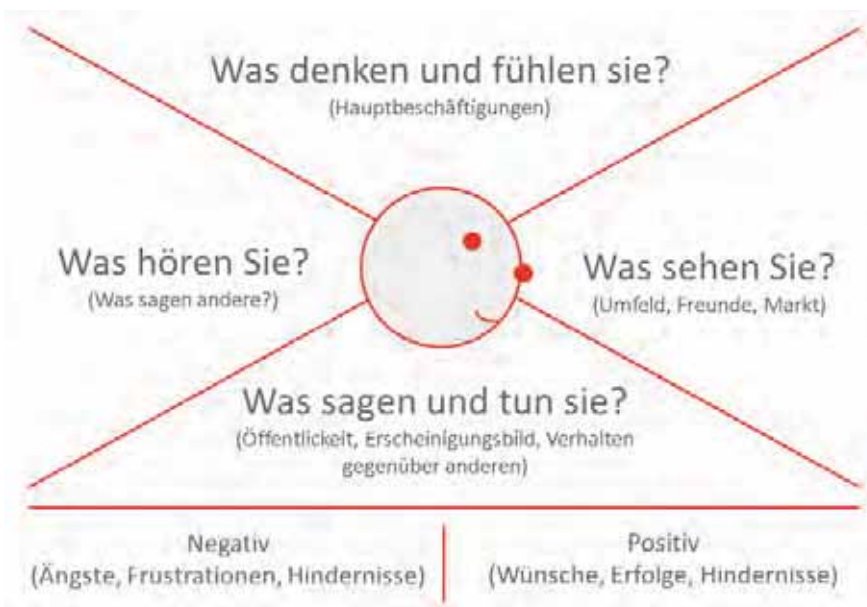 Was denken und fühlen sie?
(Hauptbeschäftigungen)
Was hören Sie?
(Was sagen andere?)
Was sehen Sie?
(Umfeld, Freunde, Markt)
Was sagen und tun sie?
(Öffentlickeit, Erscheinigungsbild, Verhalten
gegenüber anderen)
Negativ
(Ängste, Frustrationen, Hindernisse)
Positiv
(Wünsche, Erfolge, Hindernisse)